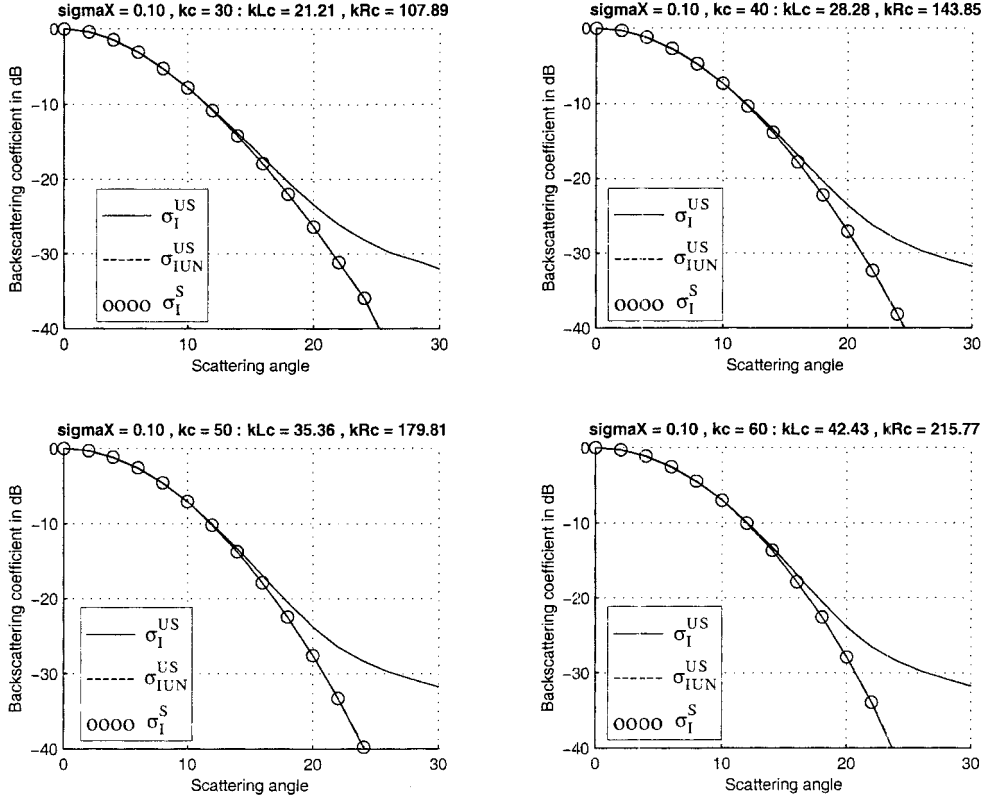 sigmaX = 0.10 , kc = 30 : kLc = 21.21 , kRc = 107.89
Backscattering coefficient in dB
0
−10
−20
−30
−40
σ_I^US
σ_IUN^US
oooo σ_I^S
0 10 20 30
Scattering angle
sigmaX = 0.10 , kc = 40 : kLc = 28.28 , kRc = 143.85
Backscattering coefficient in dB
0
−10
−20
−30
−40
σ_I^US
σ_IUN^US
oooo σ_I^S
0 10 20 30
Scattering angle
sigmaX = 0.10 , kc = 50 : kLc = 35.36 , kRc = 179.81
Backscattering coefficient in dB
0
−10
−20
−30
−40
σ_I^US
σ_IUN^US
oooo σ_I^S
0 10 20 30
Scattering angle
sigmaX = 0.10 , kc = 60 : kLc = 42.43 , kRc = 215.77
Backscattering coefficient in dB
0
−10
−20
−30
−40
σ_I^US
σ_IUN^US
oooo σ_I^S
0 10 20 30
Scattering angle